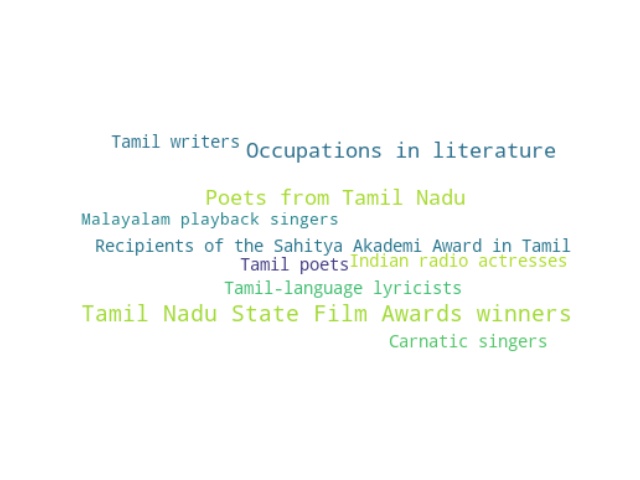 Tamil writers
Occupations in literature
Poets from Tamil Nadu
Malayalam playback singers
Recipients of the Sahitya Akademi Award in Tamil
Tamil poets
Indian radio actresses
Tamil-language lyricists
Tamil Nadu State Film Awards winners
Carnatic singers